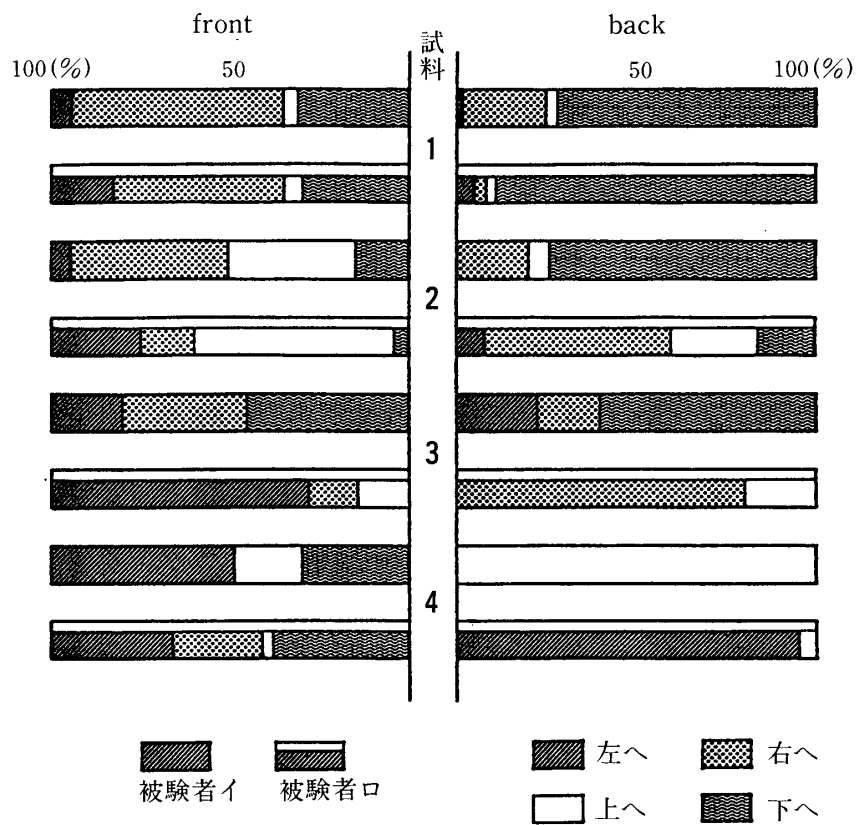 front 試料 back
100(%) 50 50 100(%)
1
2
3
4
被験者イ 被験者ロ
左へ 右へ
上へ 下へ